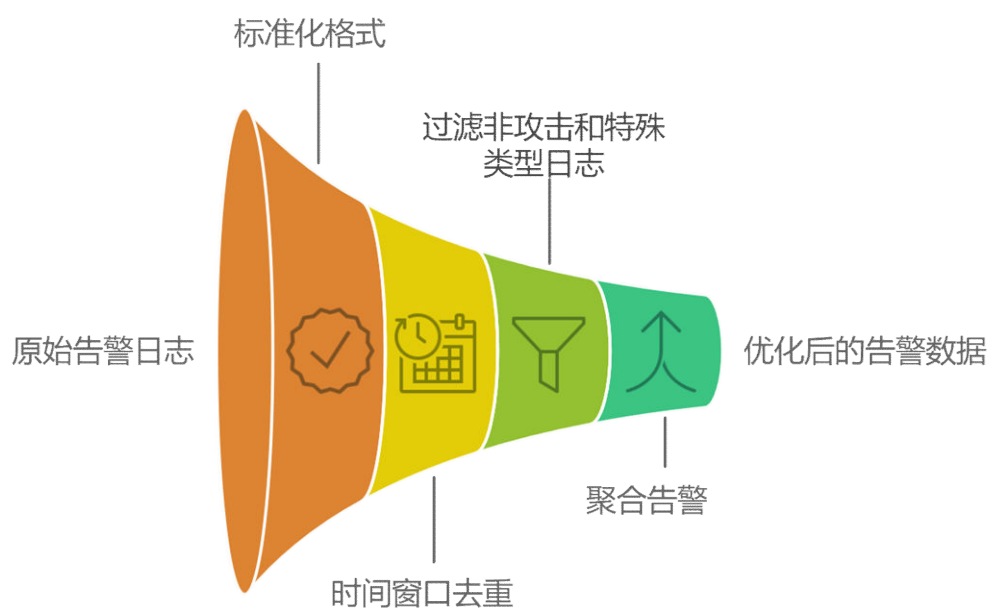 标准化格式
过滤非攻击和特殊
类型日志
原始告警日志
优化后的告警数据
聚合告警
时间窗口去重